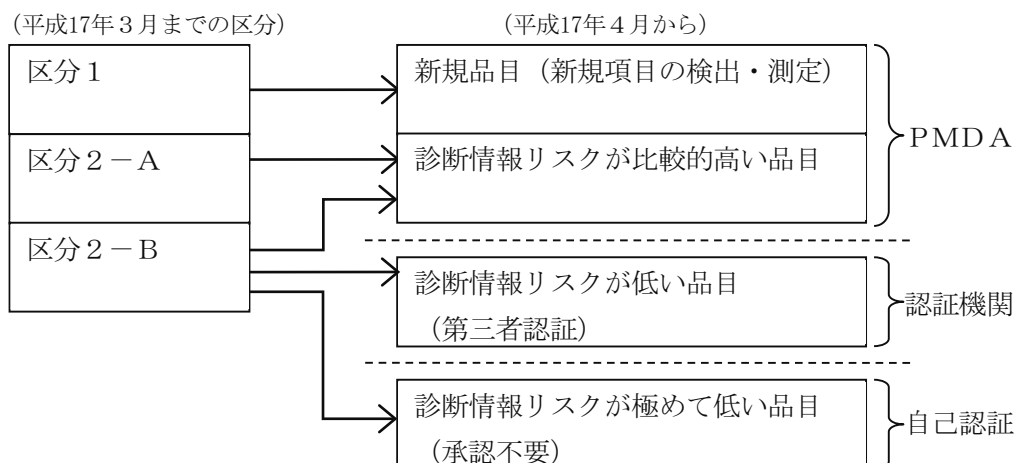 (平成17年3月までの区分)
(平成17年4月から)
区分1
新規品目（新規項目の検出・測定）
PMDA
区分2-A
診断情報リスクが比較的高い品目
区分2-B
診断情報リスクが低い品目
（第三者認証）
認証機関
診断情報リスクが極めて低い品目
（承認不要）
自己認証